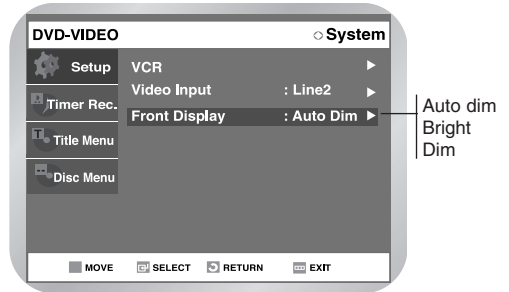 DVD-VIDEO ◇ System
Setup
VCR ▶
Video Input : Line2 ▶
Timer Rec.
Front Display : Auto Dim ▶
Title Menu
Disc Menu
MOVE SELECT RETURN EXIT
Auto dim
Bright
Dim